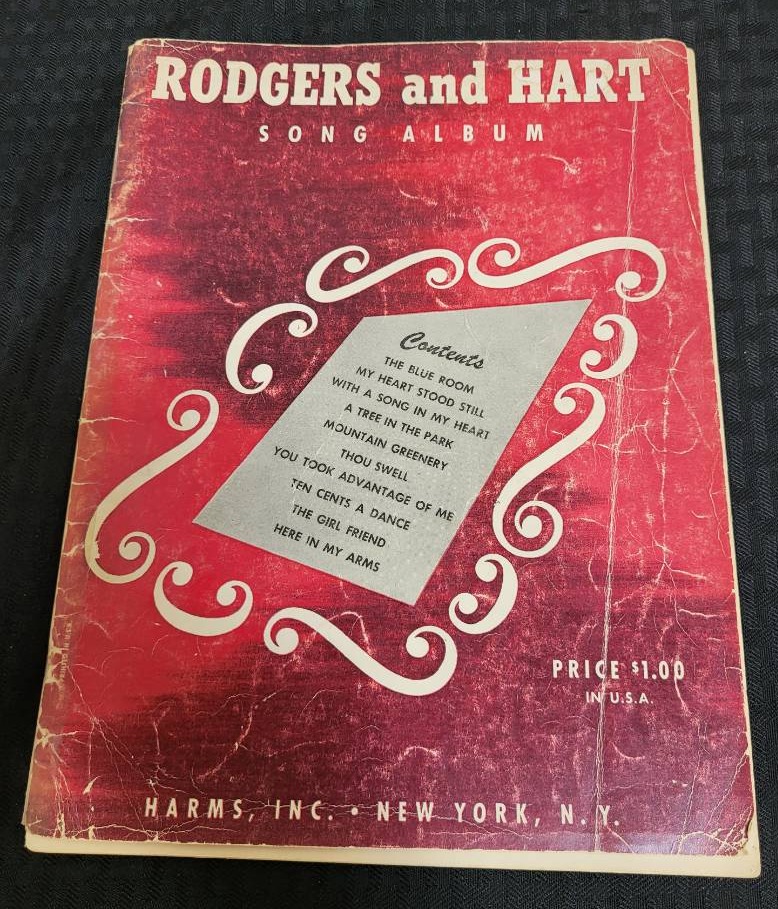 RODGERS and HART
SONG ALBUM
Contents
THE BLUE ROOM
MY HEART STOOD STILL
WITH A SONG IN MY HEART
A TREE IN THE PARK
MOUNTAIN GREENERY
THOU SWELL
YOU TOOK ADVANTAGE OF ME
TEN CENTS A DANCE
THE GIRL FRIEND
HERE IN MY ARMS
PRICE $1.00
IN U.S.A.
HARMS, INC. • NEW YORK, N. Y.